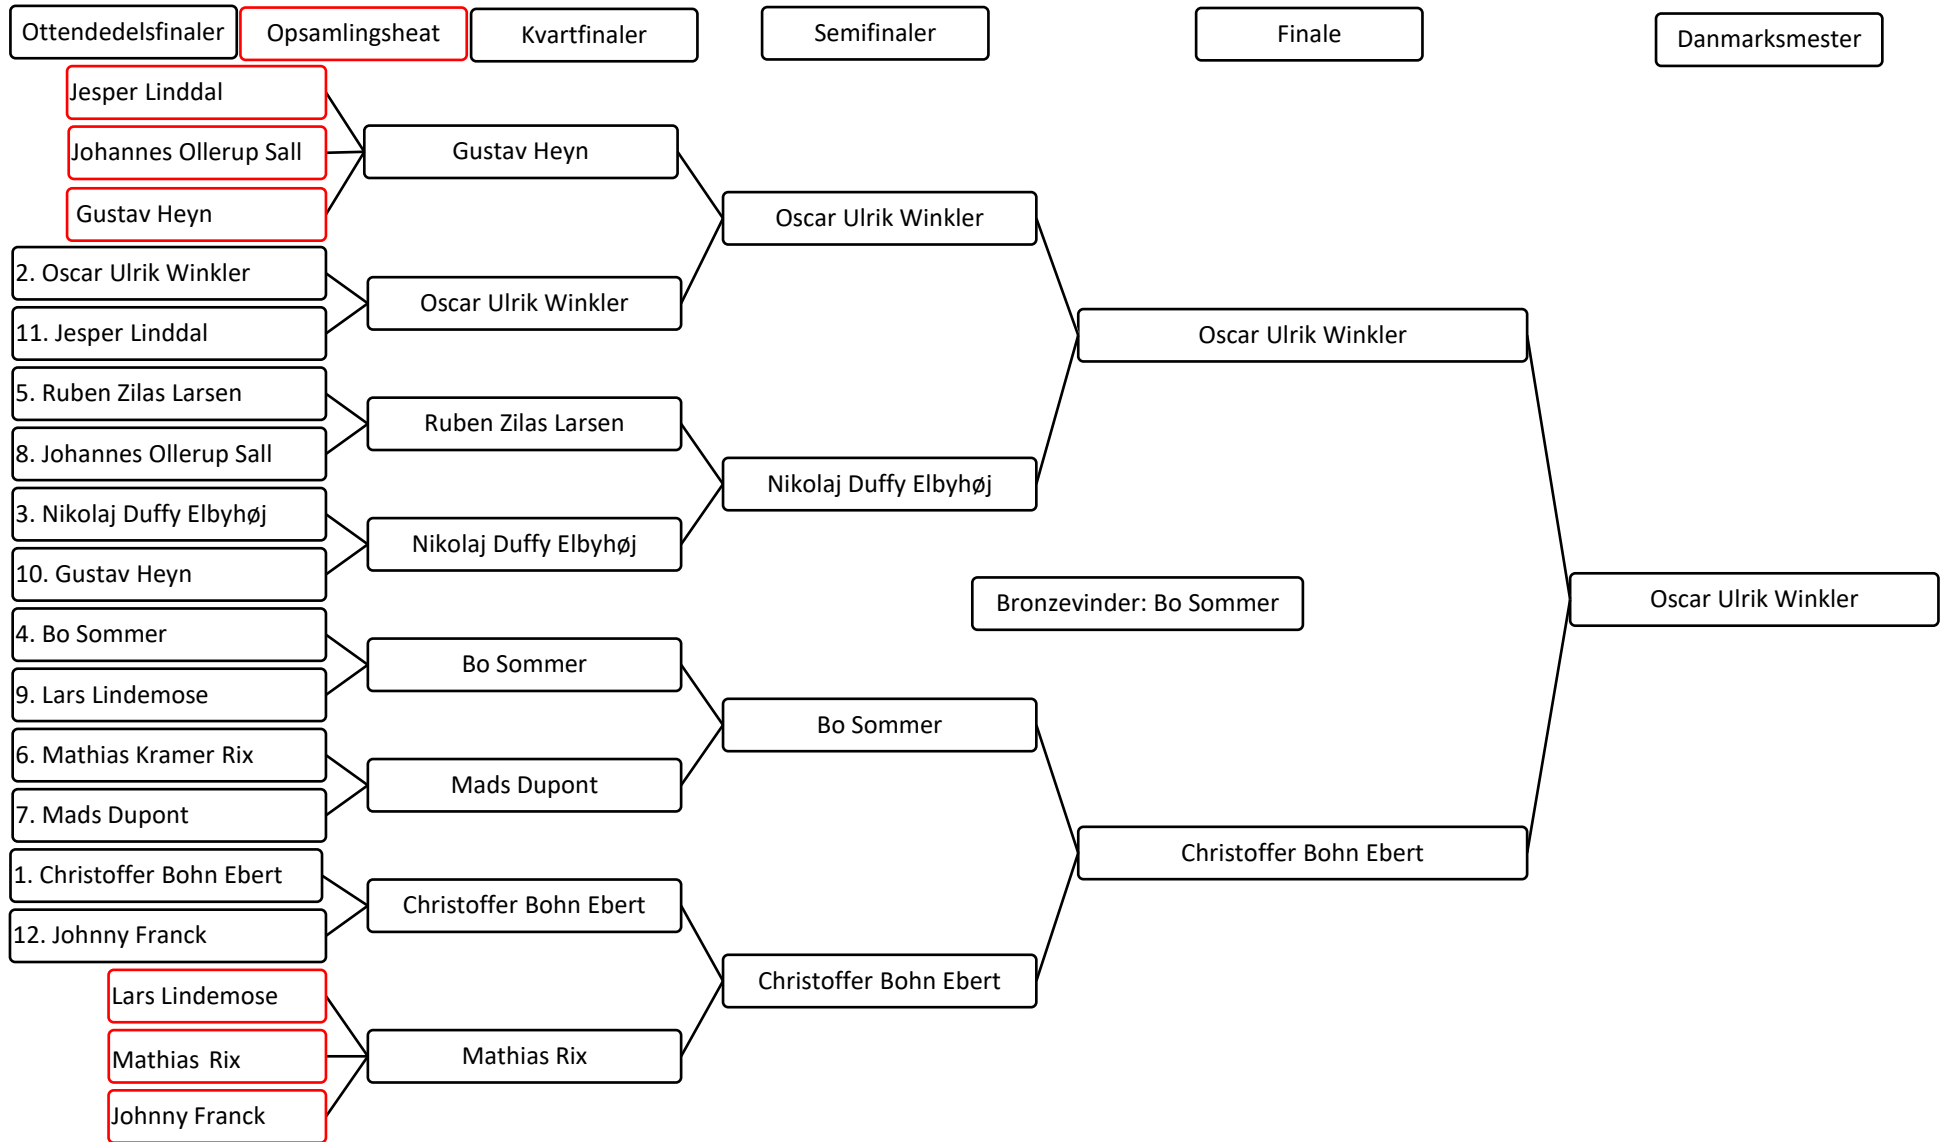 Ottendedelsfinaler
Opsamlingsheat
Kvartfinaler
Semifinaler
Finale
Danmarksmester
Jesper Linddal
Johannes Ollerup Sall
Gustav Heyn
2. Oscar Ulrik Winkler
11. Jesper Linddal
5. Ruben Zilas Larsen
8. Johannes Ollerup Sall
3. Nikolaj Duffy Elbyhøj
10. Gustav Heyn
4. Bo Sommer
9. Lars Lindemose
6. Mathias Kramer Rix
7. Mads Dupont
1. Christoffer Bohn Ebert
12. Johnny Franck
Lars Lindemose
Mathias Rix
Johnny Franck
Gustav Heyn
Oscar Ulrik Winkler
Ruben Zilas Larsen
Nikolaj Duffy Elbyhøj
Bo Sommer
Mads Dupont
Christoffer Bohn Ebert
Mathias Rix
Oscar Ulrik Winkler
Nikolaj Duffy Elbyhøj
Bo Sommer
Christoffer Bohn Ebert
Bronzevinder: Bo Sommer
Oscar Ulrik Winkler
Christoffer Bohn Ebert
Oscar Ulrik Winkler